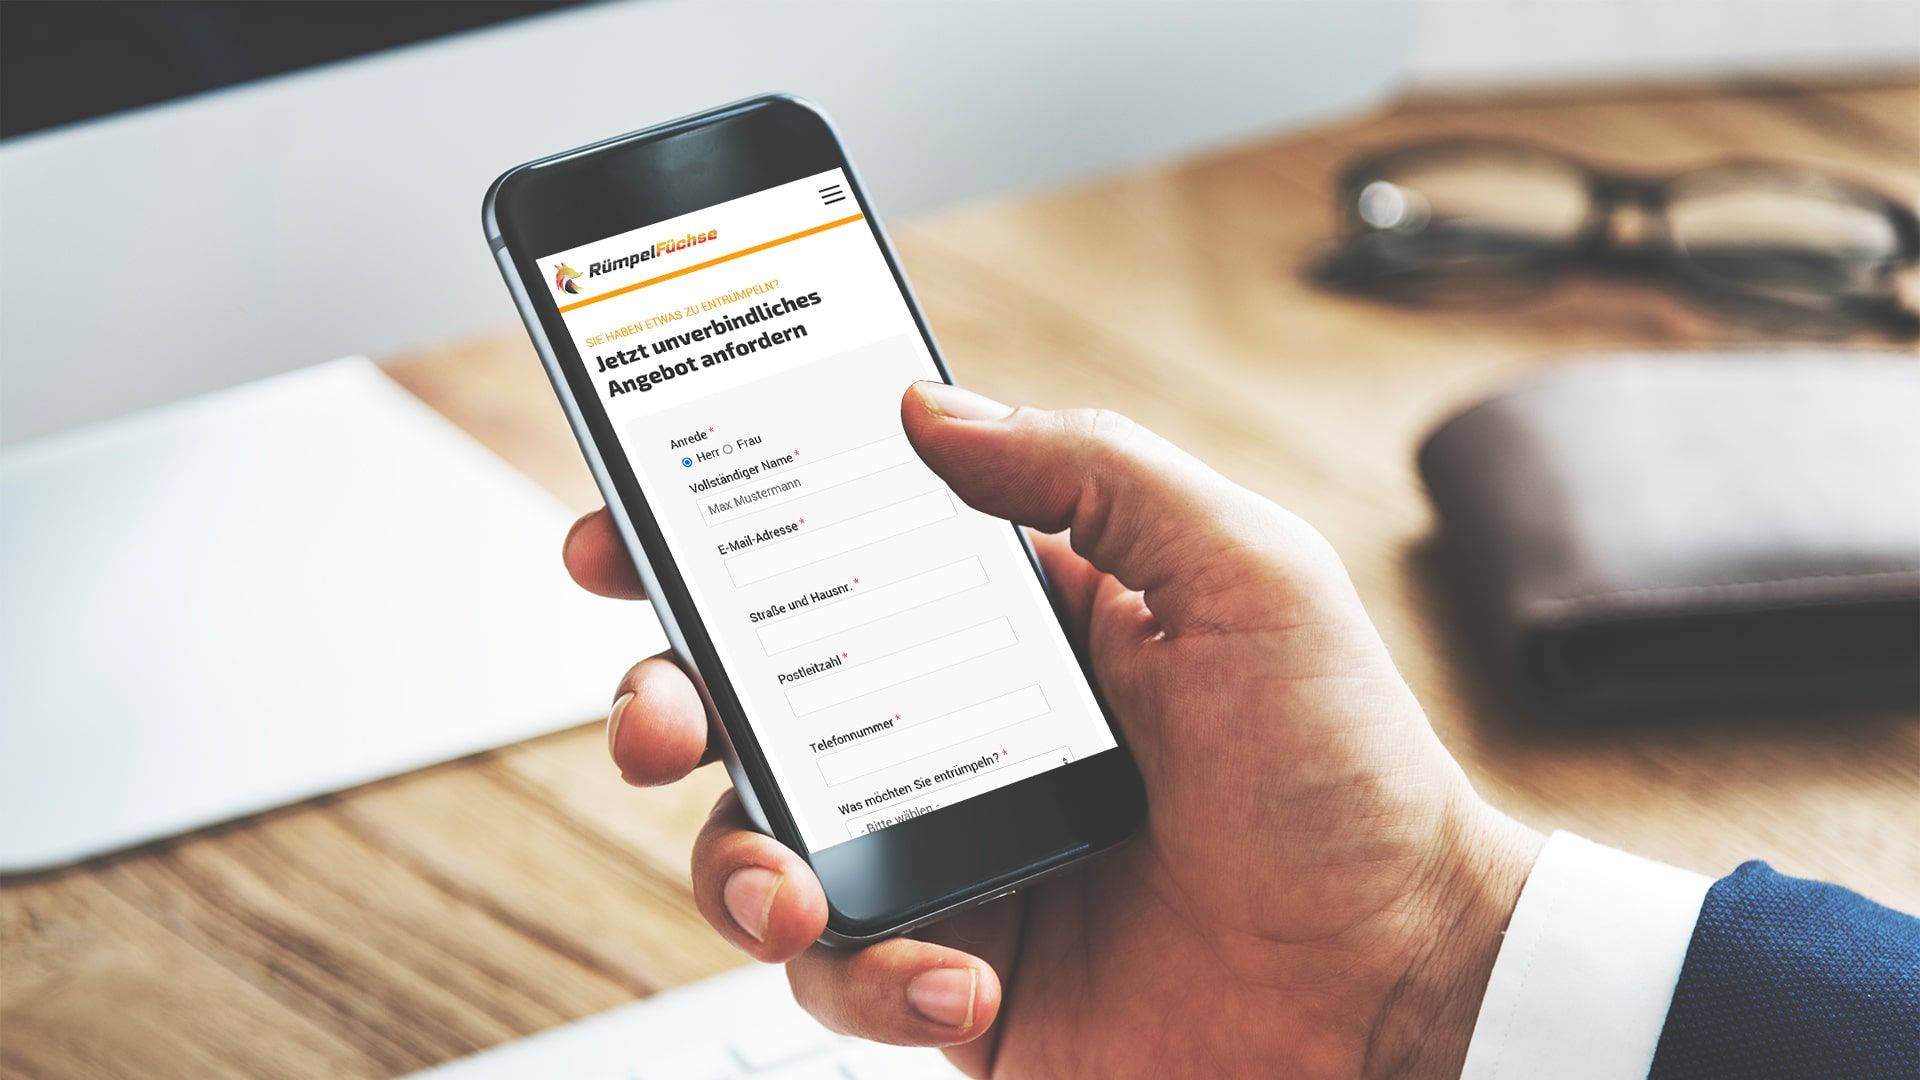 RümpelFüchse
SIE HABEN ETWAS ZU ENTRÜMPELN?
Jetzt unverbindliches
Angebot anfordern
Anrede *
Herr Frau
Vollständiger Name *
Max Mustermann
E-Mail-Adresse *
Straße und Hausnr. *
Postleitzahl *
Telefonnummer *
Was möchten Sie entrümpeln? *
- Bitte wählen -